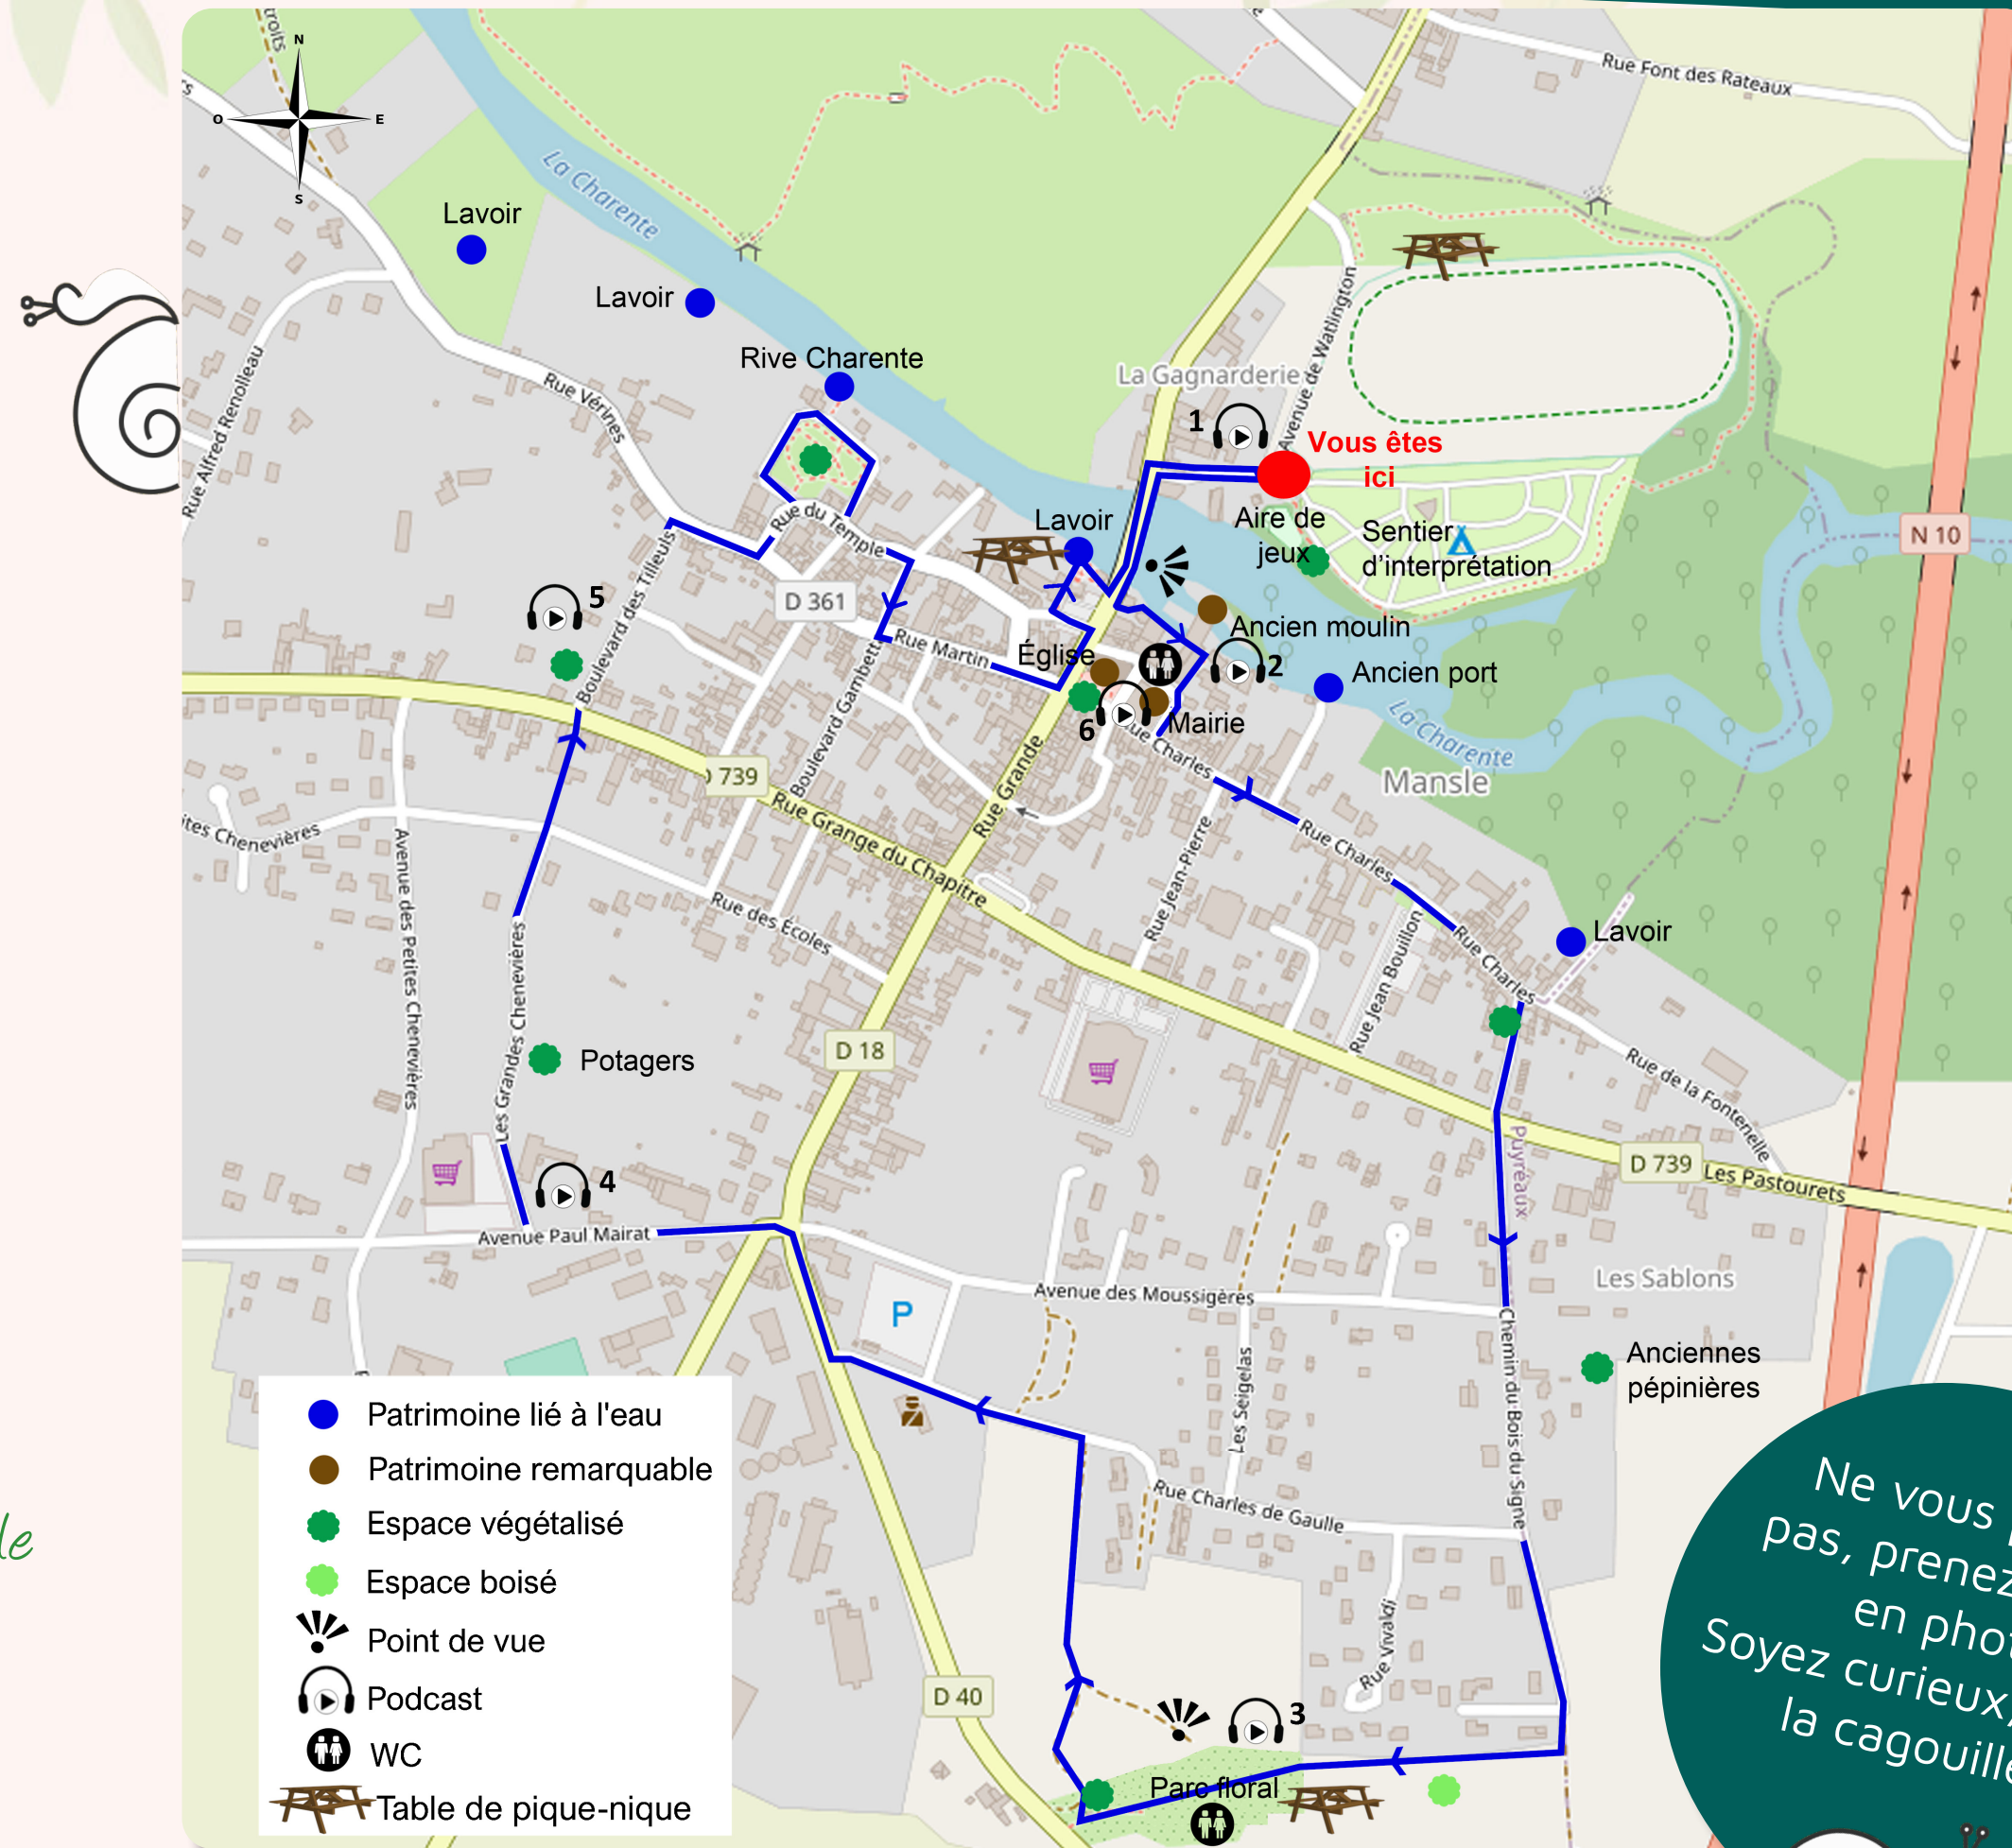 N
O
E
S
troits
Rue Font des Rateaux
La Charente
Lavoir
Lavoir
Rive Charente
Rue Alfred Renolleau
Rue Vérines
La Gagnarderie
Avenue de Watlington
1
Vous êtes
ici
N 10
Rue du Temple
Lavoir
Aire de
jeux
Sentier
d'interprétation
D 361
5
Boulevard des Tilleuls
Rue Martin
Église
Ancien moulin
2
Ancien port
La Charente
Boulevard Gambetta
6
Mairie
Rue Charles
Mansle
D 739
Rue Grange du Chapitre
Rue Grande
Rue Jean-Pierre
Rue Charles
ites Chenevières
Avenue des Petites Chenevières
Rue des Écoles
Rue Jean Bouillon
Rue Charles
Lavoir
Les Grandes Chenevières
Potagers
D 18
Rue de la Fontenelle
Puyréaux
D 739
Les Pastourets
4
Avenue Paul Mairat
P
Avenue des Moussigères
Les Sablons
Chemin du Bois du Signe
Anciennes
pépinières
Les Seigelas
Rue Charles de Gaulle
Rue Vivaldi
D 40
3
Parc floral
Patrimoine lié à l'eau
Patrimoine remarquable
Espace végétalisé
Espace boisé
Point de vue
Podcast
WC
Table de pique-nique
le
Ne vous
pas, prenez
en phot
Soyez curieux,
la cagouille